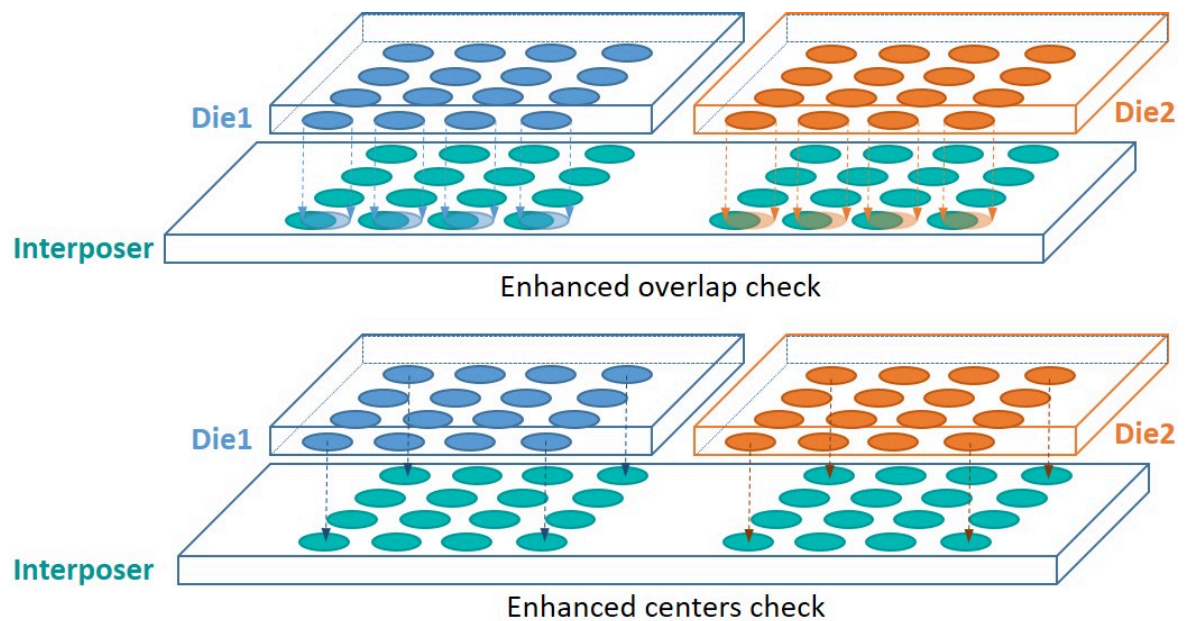 Die1
Die2
Interposer
Enhanced overlap check
Die1
Die2
Interposer
Enhanced centers check